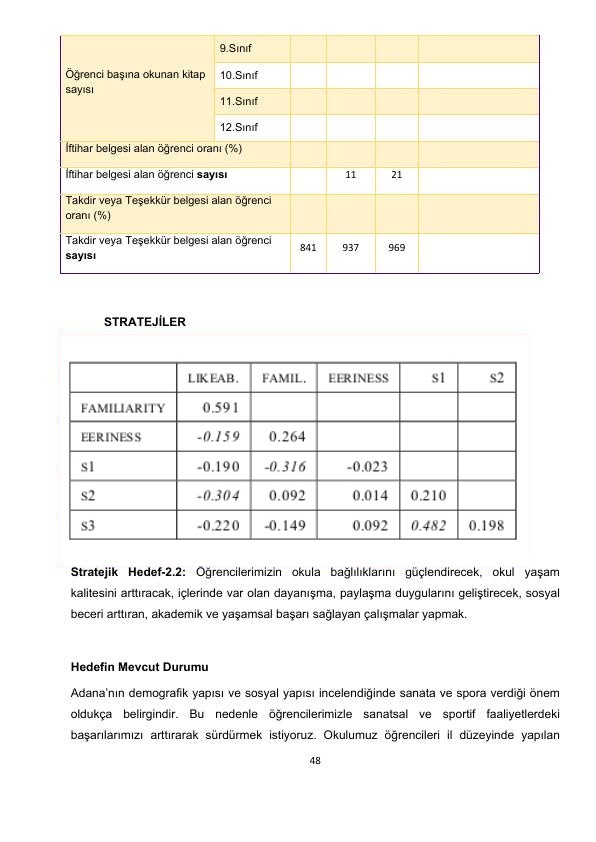 9.Sınıf
Öğrenci başına okunan kitap
sayısı
10.Sınıf
11.Sınıf
12.Sınıf
İftihar belgesi alan öğrenci oranı (%)
İftihar belgesi alan öğrenci sayısı 11 21
Takdir veya Teşekkür belgesi alan öğrenci
oranı (%)
Takdir veya Teşekkür belgesi alan öğrenci
sayısı 841 937 969
STRATEJİLER
LIKEAB. FAMIL. EERINESS S1 S2
FAMILIARITY 0.591
EERINESS -0.159 0.264
S1 -0.190 -0.316 -0.023
S2 -0.304 0.092 0.014 0.210
S3 -0.220 -0.149 0.092 0.482 0.198
Stratejik Hedef-2.2: Öğrencilerimizin okula bağlılıklarını güçlendirecek, okul yaşam
kalitesini arttıracak, içlerinde var olan dayanışma, paylaşma duygularını geliştirecek, sosyal
beceri arttıran, akademik ve yaşamsal başarı sağlayan çalışmalar yapmak.
Hedefin Mevcut Durumu
Adana’nın demografik yapısı ve sosyal yapısı incelendiğinde sanata ve spora verdiği önem
oldukça belirgindir. Bu nedenle öğrencilerimizle sanatsal ve sportif faaliyetlerdeki
başarılarımızı arttırarak sürdürmek istiyoruz. Okulumuz öğrencileri il düzeyinde yapılan
48